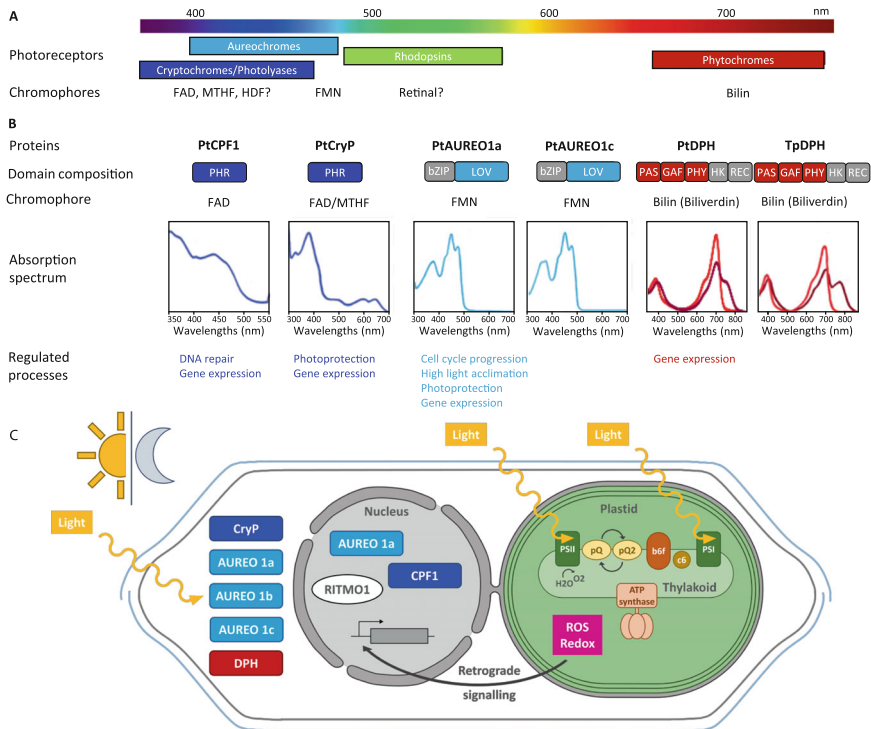 A
400 500 600 700 nm
Photoreceptors
Aureochromes
Rhodopsins
Phytochromes
Cryptochromes/Photolyases
Chromophores FAD, MTHF, HDF? FMN Retinal? Bilin
B
Proteins PtCPF1 PtCryP PtAUREO1a PtAUREO1c PtDPH TpDPH
Domain composition PHR PHR bZIP LOV bZIP LOV PAS GAF PHY HK REC PAS GAF PHY HK REC
Chromophore FAD FAD/MTHF FMN FMN Bilin (Biliverdin) Bilin (Biliverdin)
Absorption
spectrum
350 400 450 500 550 300 400 500 600 700 300 400 500 600 700 300 400 500 600 700 400 500 600 700 800 400 500 600 700 800
Wavelengths (nm) Wavelengths (nm) Wavelengths (nm) Wavelengths (nm) Wavelengths (nm) Wavelengths (nm)
Regulated
processes
DNA repair
Gene expression
Photoprotection
Gene expression
Cell cycle progression
High light acclimation
Photoprotection
Gene expression
Gene expression
C
Light
Light
Light
CryP
AUREO 1a
AUREO 1b
AUREO 1c
DPH
Nucleus
AUREO 1a
CPF1
RITMO1
Plastid
PSII pQ pQ2 b6f c6 PSI
H2O O2
Thylakoid
ATP
synthase
ROS
Redox
Retrograde
signalling